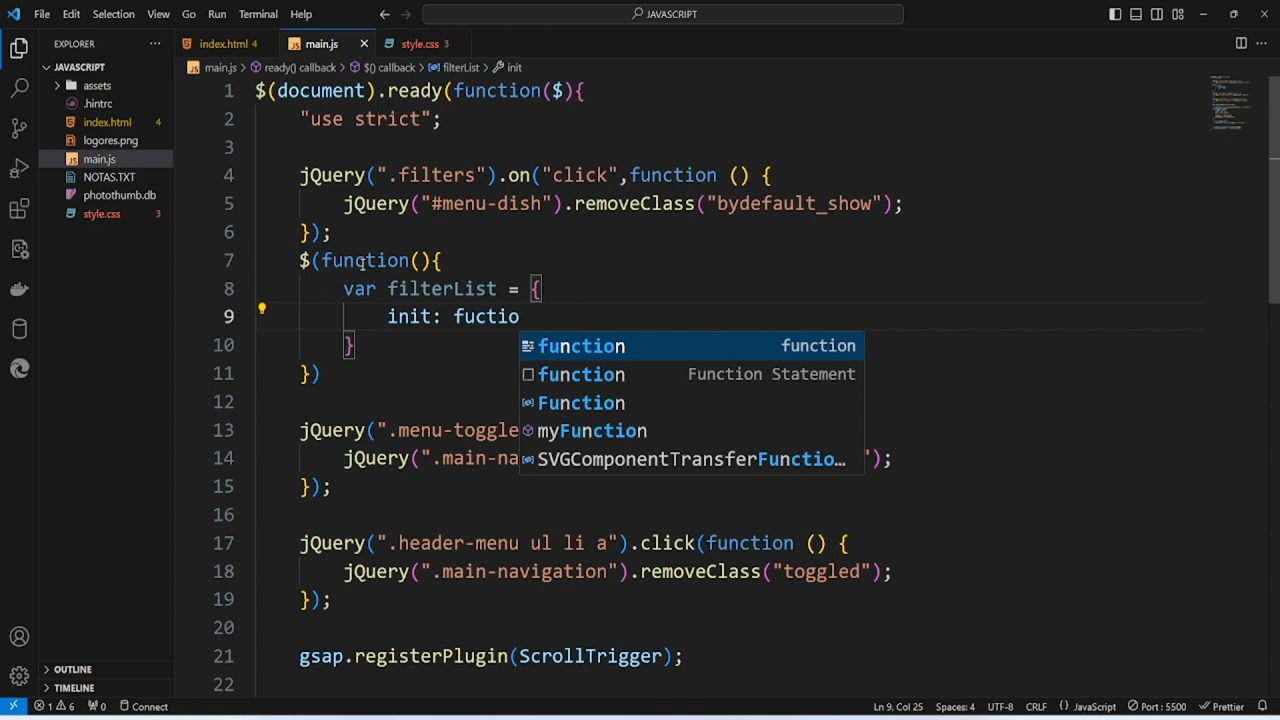 File Edit Selection View Go Run Terminal Help JAVASCRIPT
EXPLORER ... index.html 4 main.js style.css 3
JAVASCRIPT main.js > ready() callback > $() callback > filterList > init
assets
.hintrc
index.html 4
logores.png
main.js
NOTAS.TXT
photothumb.db
style.css 3
1 $(document).ready(function($){
2 "use strict";
3
4 jQuery(".filters").on("click",function () {
5 jQuery("#menu-dish").removeClass("bydefault_show");
6 });
7 $(function(){
8 var filterList = {
9 init: fuctio
function function
10 }
function Function Statement
11 })
Function
12
13 jQuery(".menu-toggle
myFunction
14 jQuery(".main-na ");
SVGComponentTransferFunctio...
15 });
16
17 jQuery(".header-menu ul li a").click(function () {
18 jQuery(".main-navigation").removeClass("toggled");
19 });
20
21 gsap.registerPlugin(ScrollTrigger);
22
OUTLINE
TIMELINE
1 6 0 Connect Ln 9, Col 25 Spaces: 4 UTF-8 CRLF {} JavaScript Port : 5500 Prettier